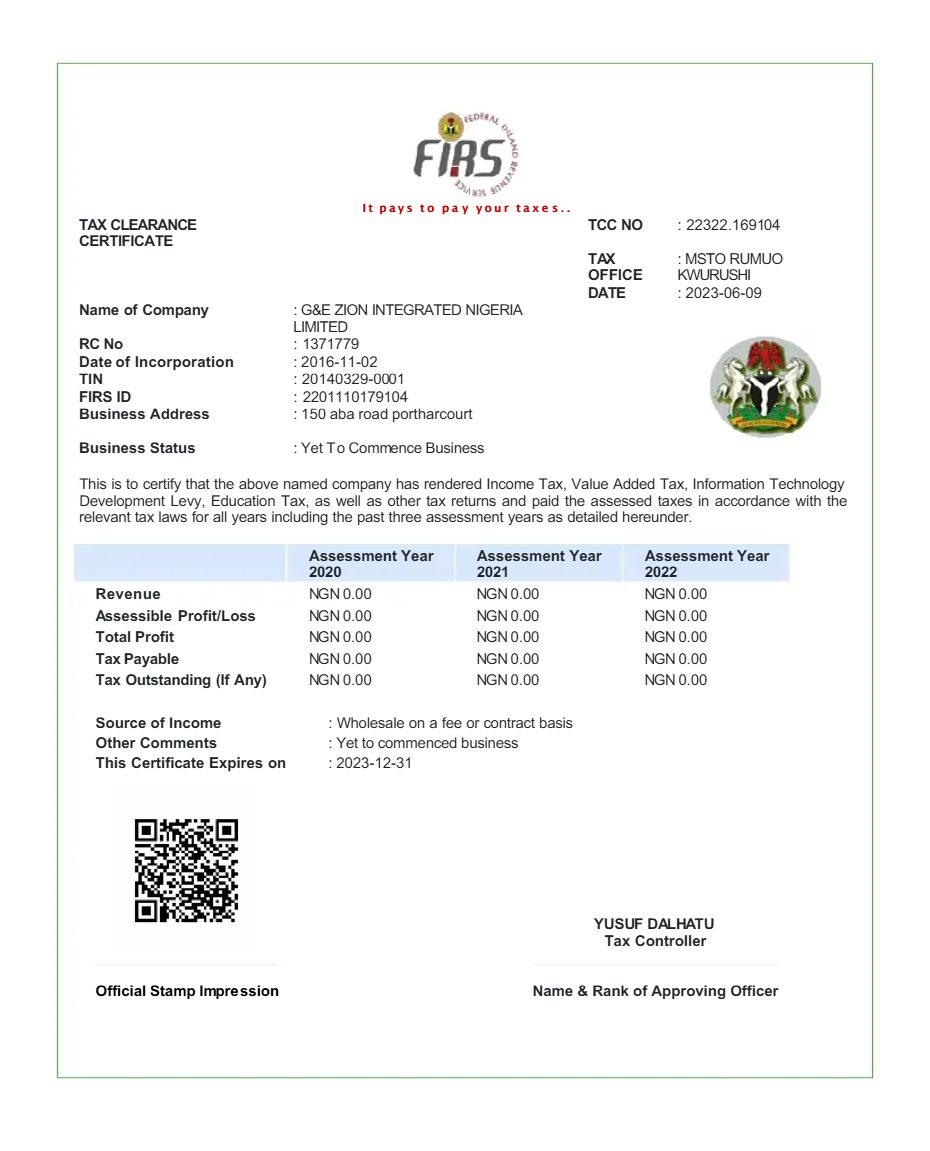 FEDERAL INLAND REVENUE SERVICE
FIRS
It pays to pay your taxes..
TAX CLEARANCE
CERTIFICATE
TCC NO : 22322.169104
TAX : MSTO RUMUO
OFFICE KWURUSHI
DATE : 2023-06-09
Name of Company : G&E ZION INTEGRATED NIGERIA
LIMITED
RC No : 1371779
Date of Incorporation : 2016-11-02
TIN : 20140329-0001
FIRS ID : 2201110179104
Business Address : 150 aba road portharcourt
Business Status : Yet To Commence Business
This is to certify that the above named company has rendered Income Tax, Value Added Tax, Information Technology
Development Levy, Education Tax, as well as other tax returns and paid the assessed taxes in accordance with the
relevant tax laws for all years including the past three assessment years as detailed hereunder.
Assessment Year Assessment Year Assessment Year
2020 2021 2022
Revenue NGN 0.00 NGN 0.00 NGN 0.00
Assessible Profit/Loss NGN 0.00 NGN 0.00 NGN 0.00
Total Profit NGN 0.00 NGN 0.00 NGN 0.00
Tax Payable NGN 0.00 NGN 0.00 NGN 0.00
Tax Outstanding (If Any) NGN 0.00 NGN 0.00 NGN 0.00
Source of Income : Wholesale on a fee or contract basis
Other Comments : Yet to commenced business
This Certificate Expires on : 2023-12-31
YUSUF DALHATU
Tax Controller
Official Stamp Impression Name & Rank of Approving Officer